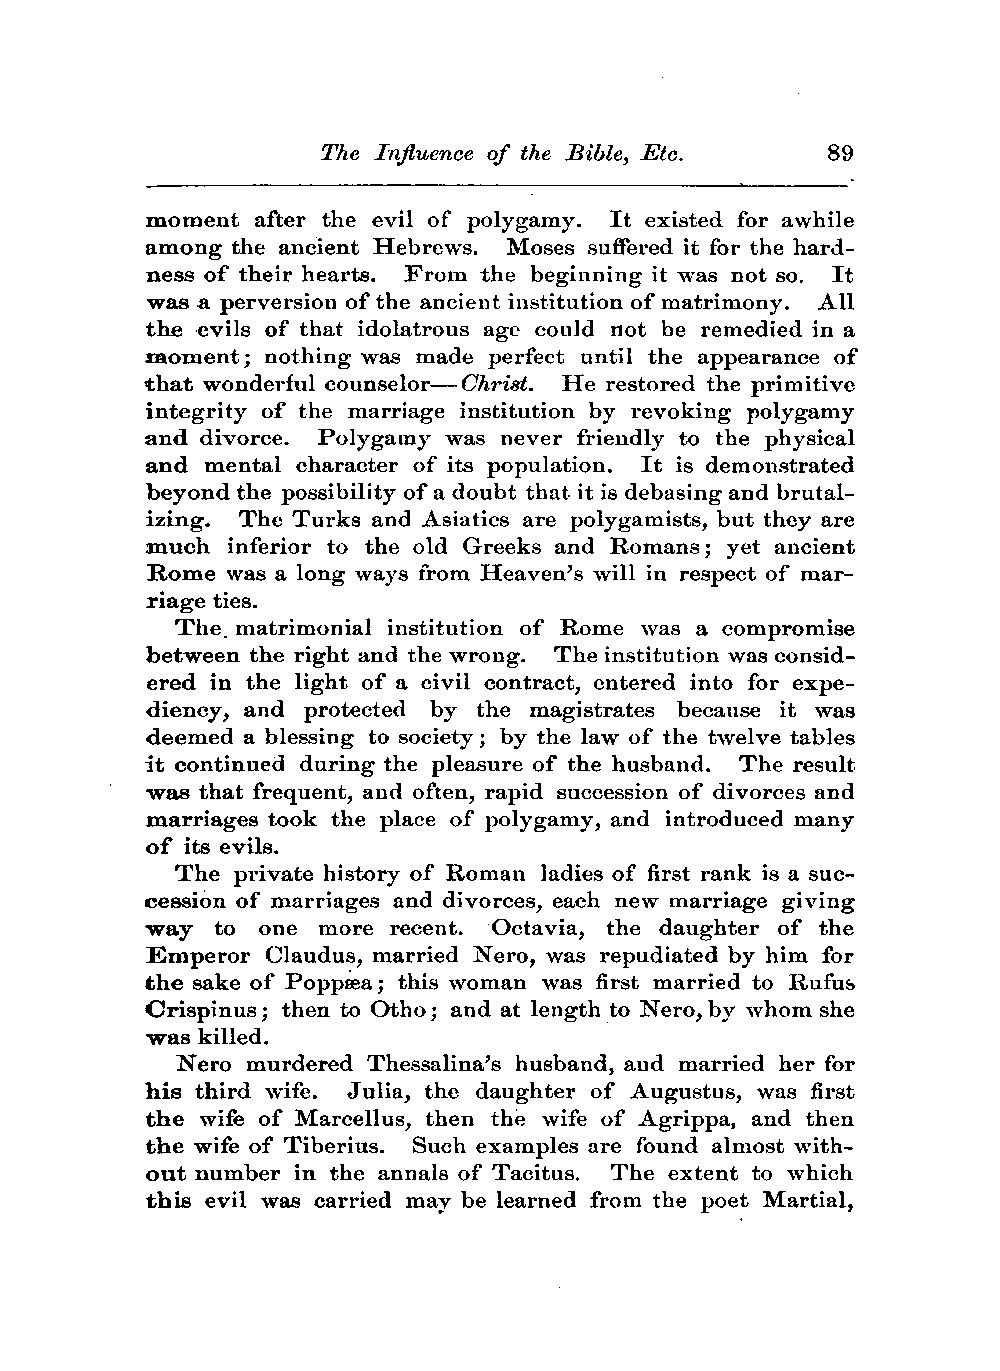 The Influence of the Bible, Etc. 89
moment after the evil of polygamy. It existed for awhile
among the ancient Hebrews. Moses suffered it for the hard-
ness of their hearts. From the beginning it was not so. It
was a perversion of the ancient institution of matrimony. All
the evils of that idolatrous age could not be remedied in a
moment; nothing was made perfect until the appearance of
that wonderful counselor—Christ. He restored the primitive
integrity of the marriage institution by revoking polygamy
and divorce. Polygamy was never friendly to the physical
and mental character of its population. It is demonstrated
beyond the possibility of a doubt that it is debasing and brutal-
izing. The Turks and Asiatics are polygamists, but they are
much inferior to the old Greeks and Romans; yet ancient
Rome was a long ways from Heaven's will in respect of mar-
riage ties.
The matrimonial institution of Rome was a compromise
between the right and the wrong. The institution was consid-
ered in the light of a civil contract, entered into for expe-
diency, and protected by the magistrates because it was
deemed a blessing to society; by the law of the twelve tables
it continued during the pleasure of the husband. The result
was that frequent, and often, rapid succession of divorces and
marriages took the place of polygamy, and introduced many
of its evils.
The private history of Roman ladies of first rank is a suc-
cession of marriages and divorces, each new marriage giving
way to one more recent. Octavia, the daughter of the
Emperor Claudus, married Nero, was repudiated by him for
the sake of Poppæa; this woman was first married to Rufus
Crispinus; then to Otho; and at length to Nero, by whom she
was killed.
Nero murdered Thessalina's husband, and married her for
his third wife. Julia, the daughter of Augustus, was first
the wife of Marcellus, then the wife of Agrippa, and then
the wife of Tiberius. Such examples are found almost with-
out number in the annals of Tacitus. The extent to which
this evil was carried may be learned from the poet Martial,